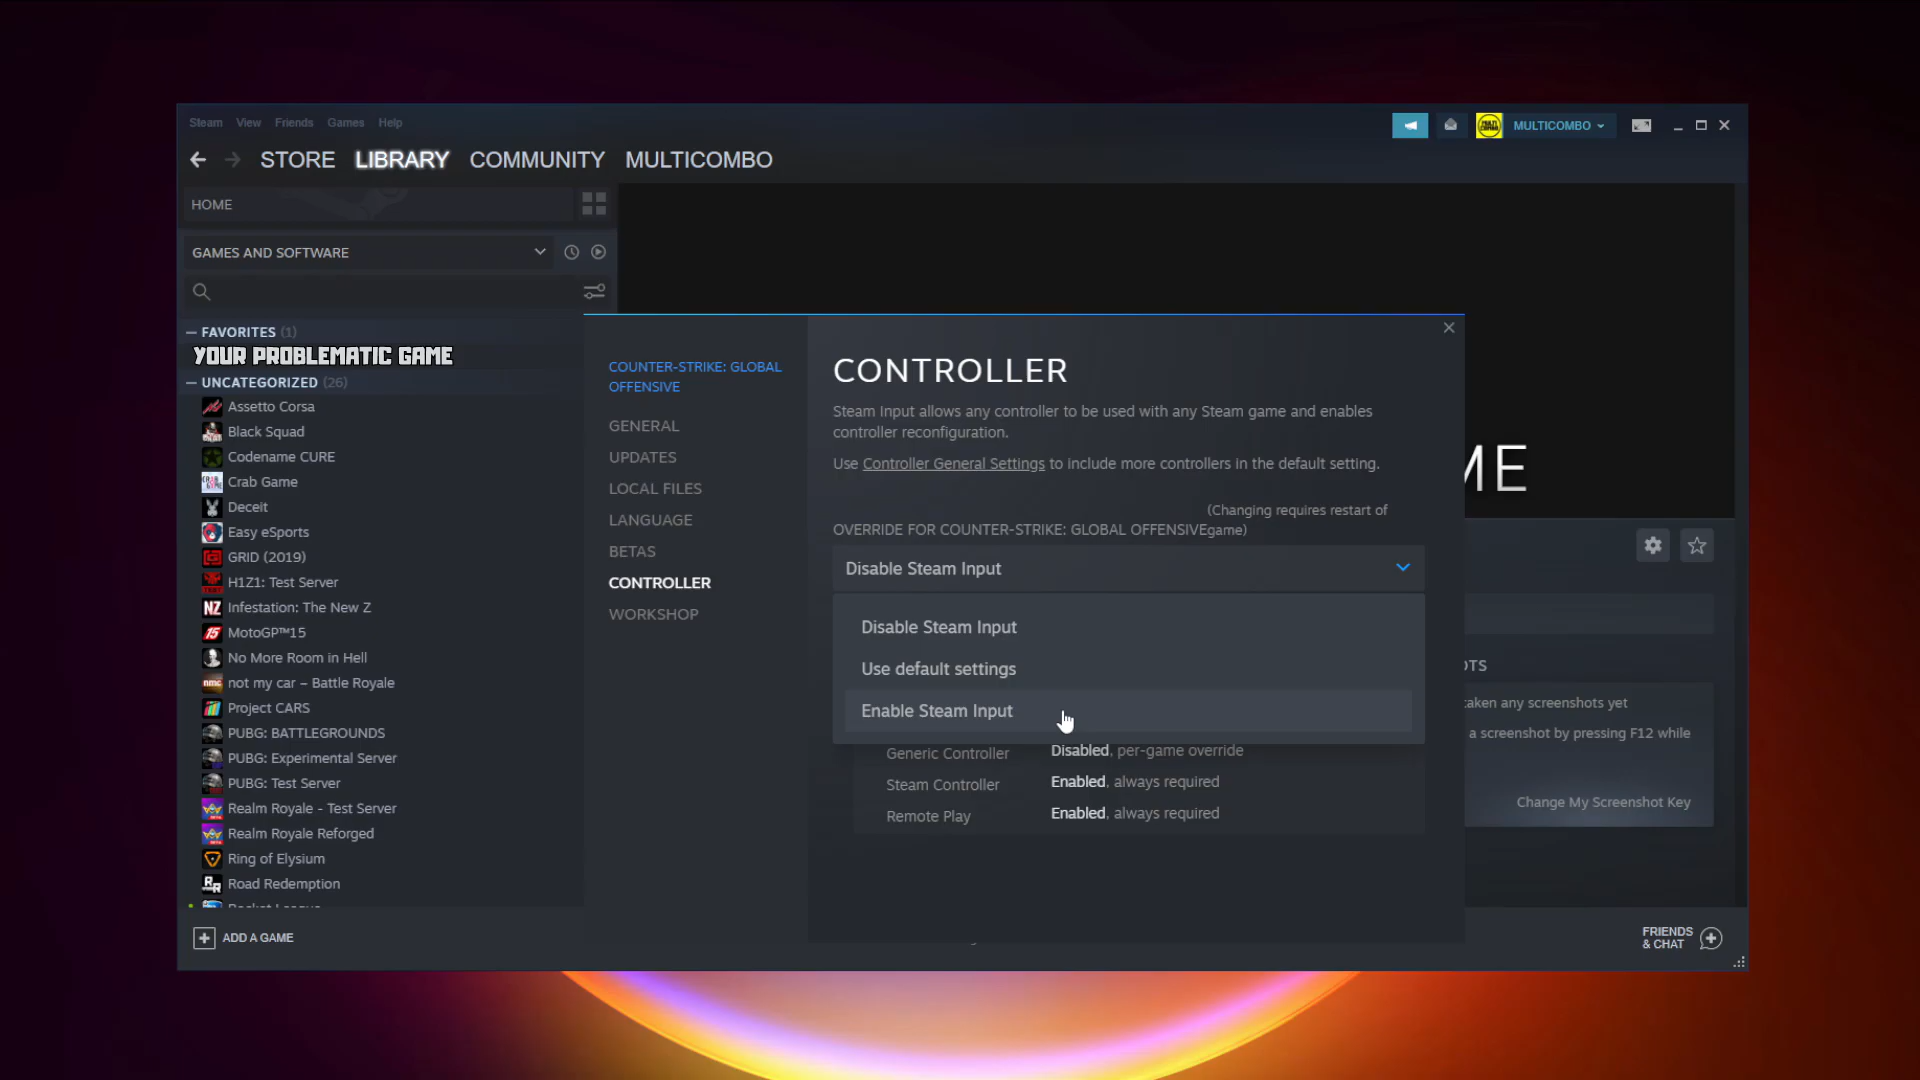 Steam View Friends Games Help
MULTICOMBO
STORE LIBRARY COMMUNITY MULTICOMBO
HOME
GAMES AND SOFTWARE
FAVORITES (1)
YOUR PROBLEMATIC GAME
UNCATEGORIZED (26)
Assetto Corsa
Black Squad
Codename CURE
Crab Game
Deceit
Easy eSports
GRID (2019)
H1Z1: Test Server
Infestation: The New Z
MotoGP™15
No More Room in Hell
not my car – Battle Royale
Project CARS
PUBG: BATTLEGROUNDS
PUBG: Experimental Server
PUBG: Test Server
Realm Royale - Test Server
Realm Royale Reforged
Ring of Elysium
Road Redemption
ADD A GAME
COUNTER-STRIKE: GLOBAL
OFFENSIVE
GENERAL
UPDATES
LOCAL FILES
LANGUAGE
BETAS
CONTROLLER
WORKSHOP
CONTROLLER
Steam Input allows any controller to be used with any Steam game and enables
controller reconfiguration.
Use Controller General Settings to include more controllers in the default setting.
(Changing requires restart of
OVERRIDE FOR COUNTER-STRIKE: GLOBAL OFFENSIVEgame)
Disable Steam Input
Disable Steam Input
Use default settings
Enable Steam Input
Generic Controller Disabled, per-game override
Steam Controller Enabled, always required
Remote Play Enabled, always required
ME
OTS
taken any screenshots yet
a screenshot by pressing F12 while
Change My Screenshot Key
FRIENDS
& CHAT